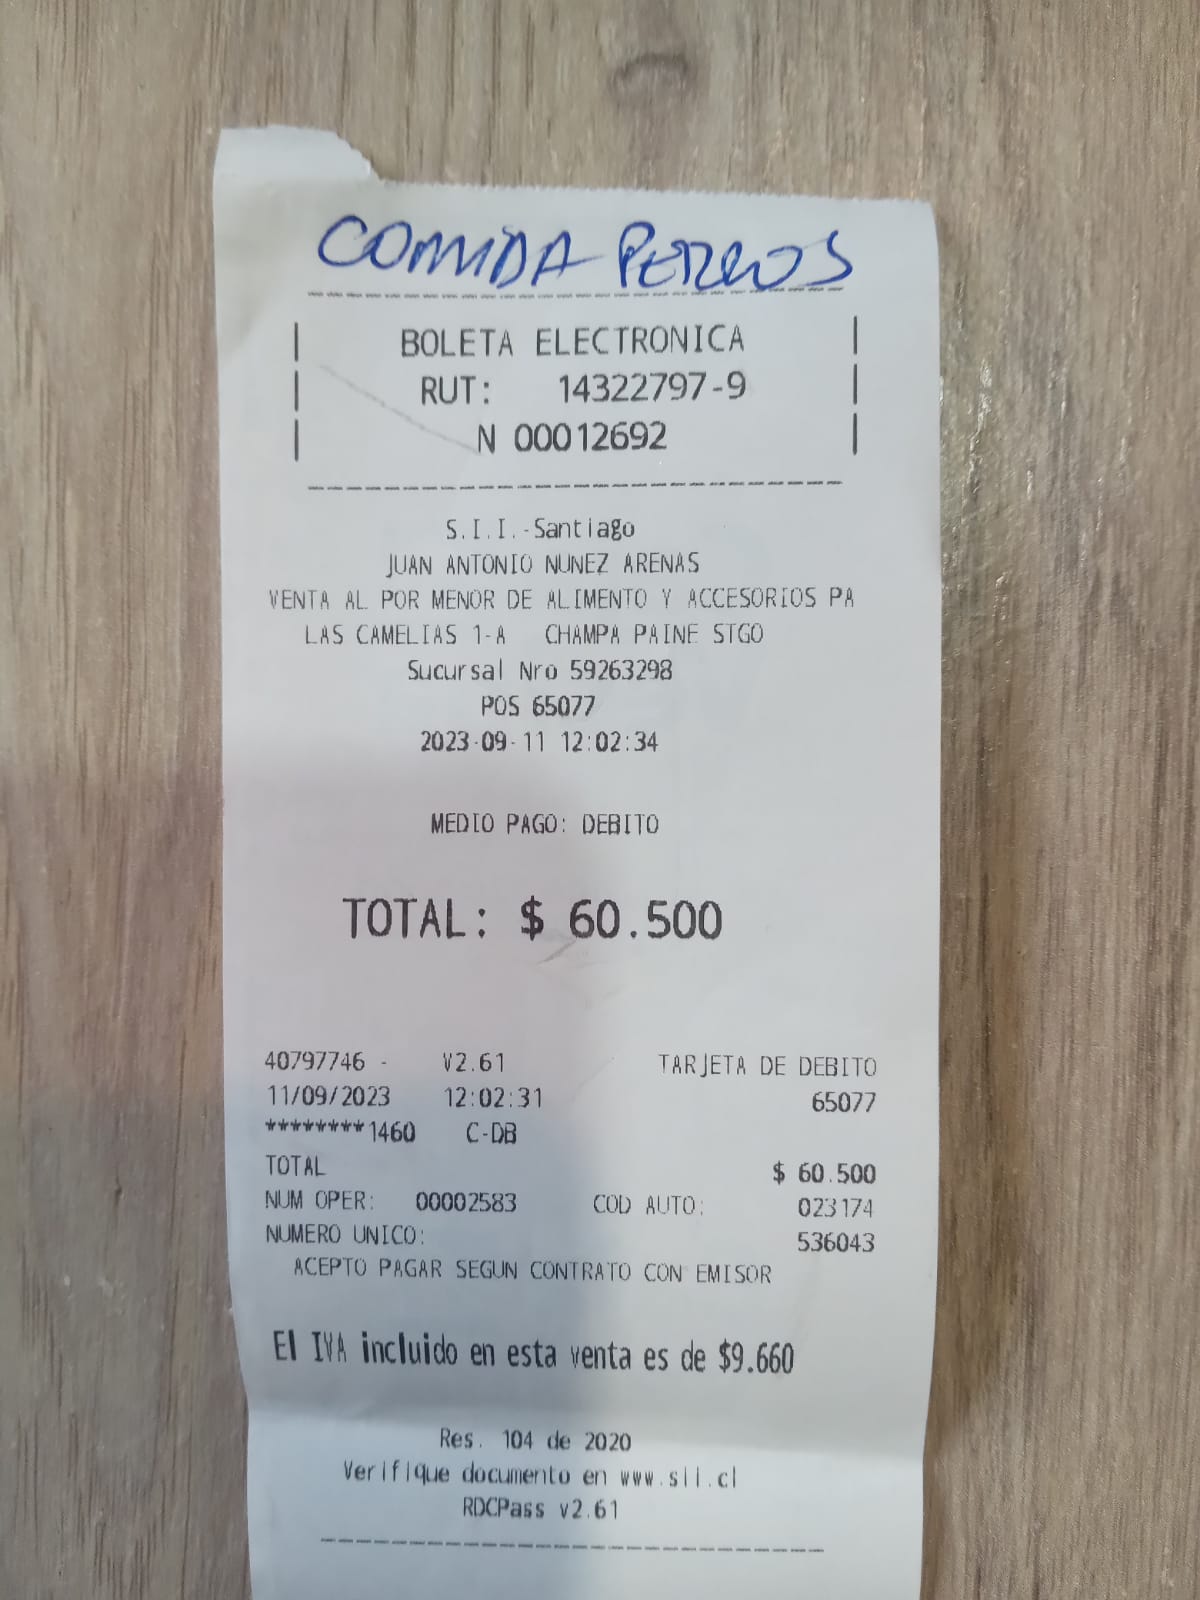 COMIDA PERROS
BOLETA ELECTRONICA
RUT: 14322797-9
N 00012692
S.I.I.-Santiago
JUAN ANTONIO NUNEZ ARENAS
VENTA AL POR MENOR DE ALIMENTO Y ACCESORIOS PA
LAS CAMELIAS 1-A CHAMPA PAINE STGO
Sucursal Nro 59263298
POS 65077
2023-09-11 12:02:34
MEDIO PAGO: DEBITO
TOTAL: $ 60.500
40797746 - V2.61 TARJETA DE DEBITO
11/09/2023 12:02:31 65077
********1460 C-DB
TOTAL $ 60.500
NUM OPER: 00002583 COD AUTO: 023174
NUMERO UNICO: 536043
ACEPTO PAGAR SEGUN CONTRATO CON EMISOR
El IVA incluido en esta venta es de $9.660
Res. 104 de 2020
Verifique documento en www.sii.cl
RDCPass v2.61